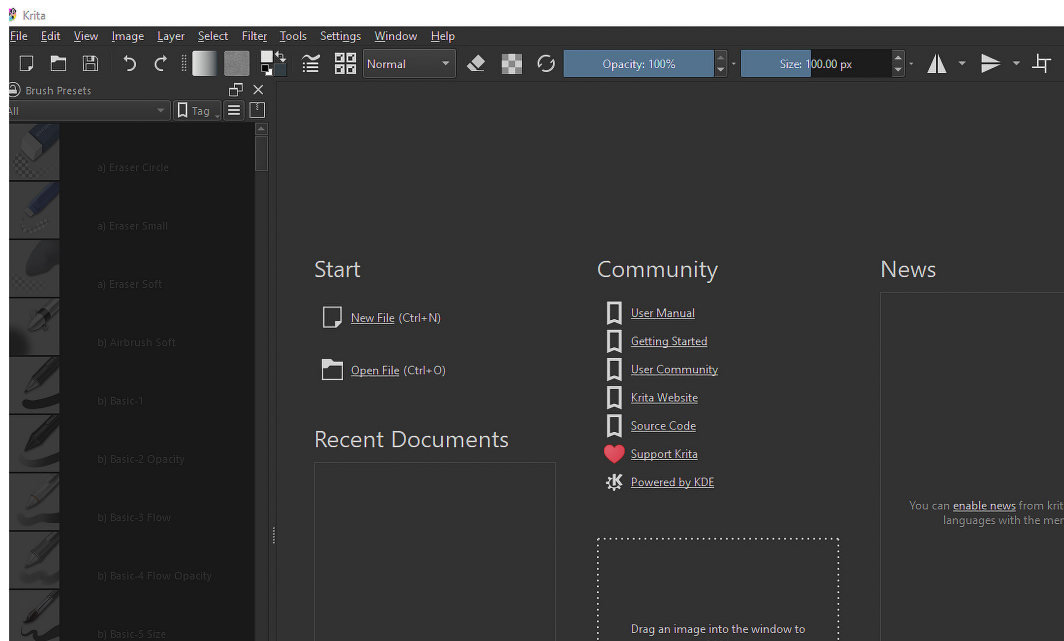 Krita
File Edit View Image Layer Select Filter Tools Settings Window Help
Normal
Opacity: 100%
Size: 100.00 px
Brush Presets
All
Tag
a) Eraser Circle
a) Eraser Small
a) Eraser Soft
b) Airbrush Soft
b) Basic-1
b) Basic-2 Opacity
b) Basic-3 Flow
b) Basic-4 Flow Opacity
b) Basic-5 Size
Start
New File (Ctrl+N)
Open File (Ctrl+O)
Recent Documents
Community
User Manual
Getting Started
User Community
Krita Website
Source Code
Support Krita
Powered by KDE
Drag an image into the window to
News
You can enable news from krit
languages with the mer